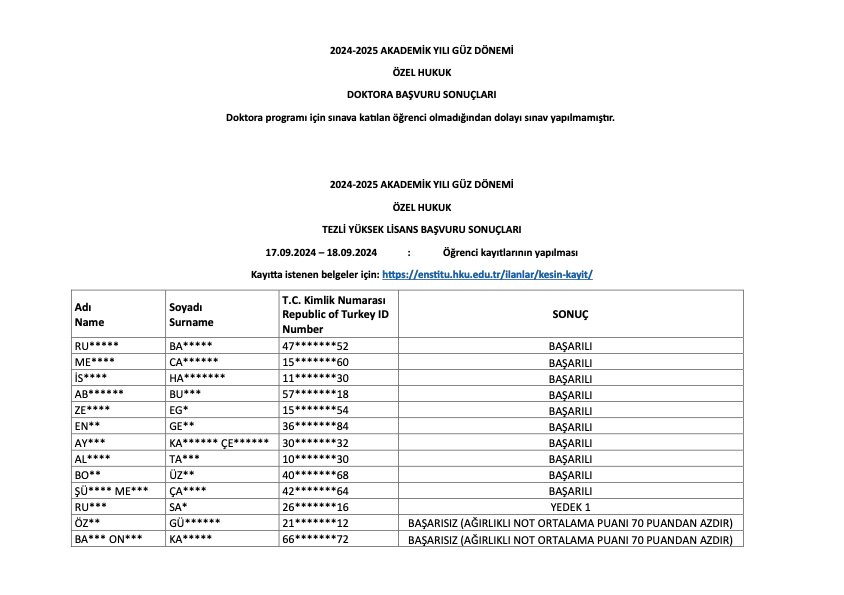 2024-2025 AKADEMİK YILI GÜZ DÖNEMİ
ÖZEL HUKUK
DOKTORA BAŞVURU SONUÇLARI
Doktora programı için sınava katılan öğrenci olmadığından dolayı sınav yapılmamıştır.
2024-2025 AKADEMİK YILI GÜZ DÖNEMİ
ÖZEL HUKUK
TEZLİ YÜKSEK LİSANS BAŞVURU SONUÇLARI
17.09.2024 – 18.09.2024 : Öğrenci kayıtlarının yapılması
Kayıtta istenen belgeler için: https://enstitu.hku.edu.tr/ilanlar/kesin-kayit/
Adı Name Soyadı Surname T.C. Kimlik Numarası Republic of Turkey ID Number SONUÇ
RU***** BA***** 47*******52 BAŞARILI
ME**** CA****** 15*******60 BAŞARILI
İS**** HA******* 11*******30 BAŞARILI
AB****** BU*** 57*******18 BAŞARILI
ZE**** EG* 15*******54 BAŞARILI
EN** GE** 36*******84 BAŞARILI
AY*** KA****** ÇE****** 30*******32 BAŞARILI
AL**** TA*** 10*******30 BAŞARILI
BO** ÜZ** 40*******68 BAŞARILI
ŞÜ**** ME*** ÇA**** 42*******64 BAŞARILI
RU*** SA* 26*******16 YEDEK 1
ÖZ** GÜ****** 21*******12 BAŞARISIZ (AĞIRLIKLI NOT ORTALAMA PUANI 70 PUANDAN AZDIR)
BA*** ON*** KA***** 66*******72 BAŞARISIZ (AĞIRLIKLI NOT ORTALAMA PUANI 70 PUANDAN AZDIR)